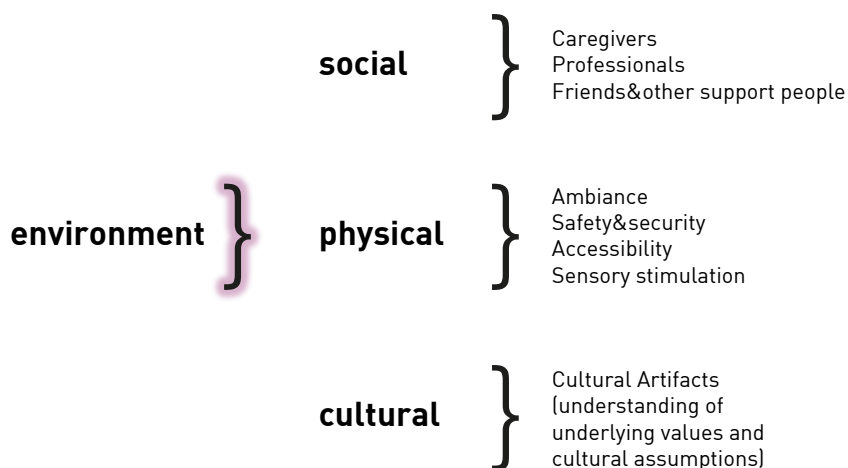 environment
social
Caregivers
Professionals
Friends&other support people
physical
Ambiance
Safety&security
Accessibility
Sensory stimulation
cultural
Cultural Artifacts
(understanding of
underlying values and
cultural assumptions)